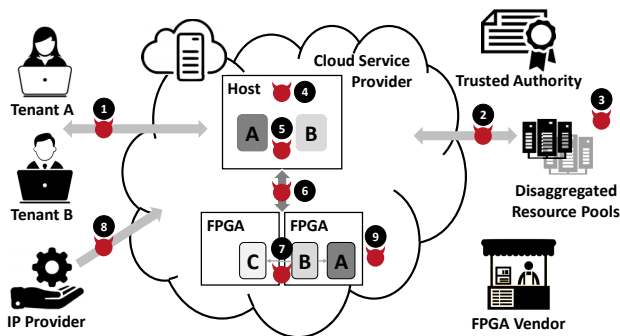 Tenant A
1
Tenant B
8
IP Provider
Cloud Service
Provider
Host
4
A
5
B
6
FPGA
FPGA
C
7
B
A
9
Trusted Authority
2
3
Disaggregated
Resource Pools
FPGA Vendor